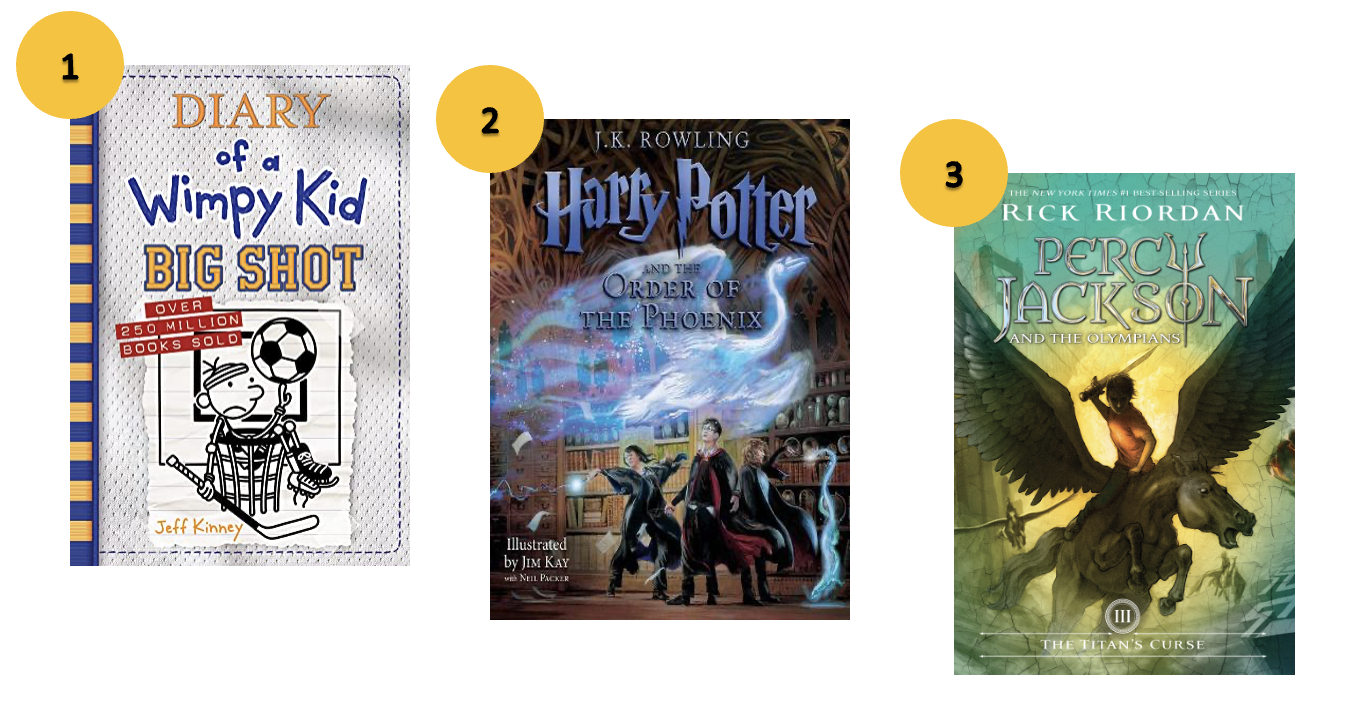 1
DIARY
of a
Wimpy Kid
BIG SHOT
OVER
250 MILLION
BOOKS SOLD
Jeff Kinney
2
J.K. ROWLING
Harry Potter
AND THE
ORDER OF
THE PHOENIX
Illustrated
by JIM KAY
with NEIL PACKER
3
THE NEW YORK TIMES #1 BEST-SELLING SERIES
RICK RIORDAN
PERCY
JACKSON
AND THE OLYMPIANS
III
THE TITAN'S CURSE